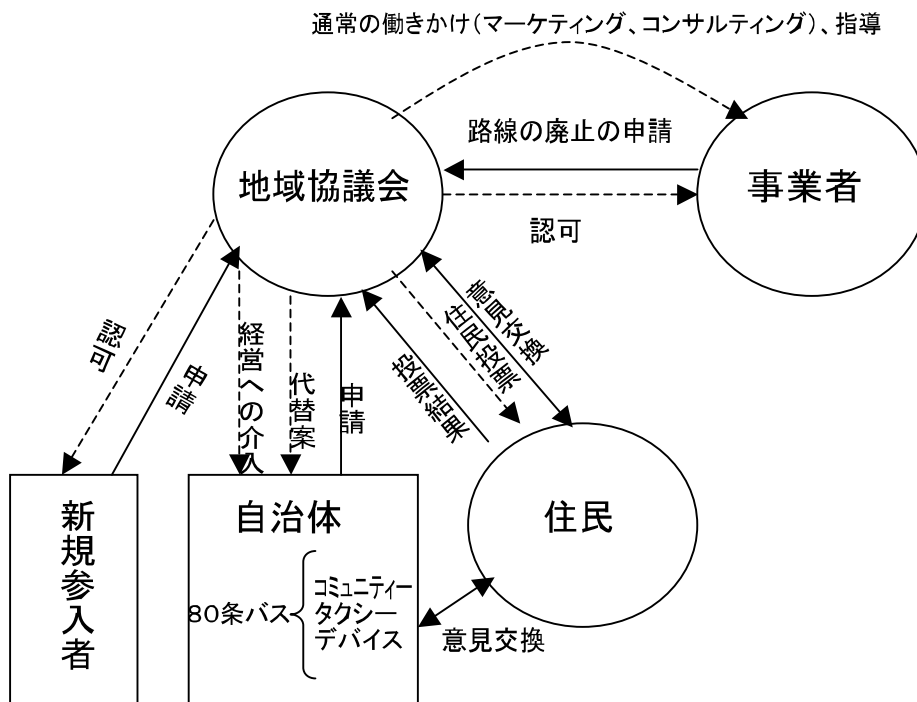 通常の働きかけ(マーケティング、コンサルティング)、指導
路線の廃止の申請
地域協議会
事業者
認可
認可
申請
経営への介入
代替案
申請
投票結果
住民投票
意見交換
新規参入者
自治体
80条バス
コミュニティー
タクシー
デバイス
住民
意見交換